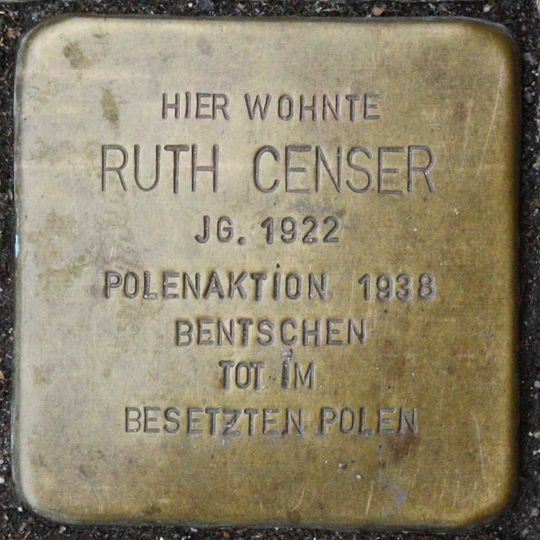 HIER WOHNTE
RUTH CENSER
JG. 1922
POLENAKTION 1938
BENTSCHEN
TOT IM
BESETZTEN POLEN